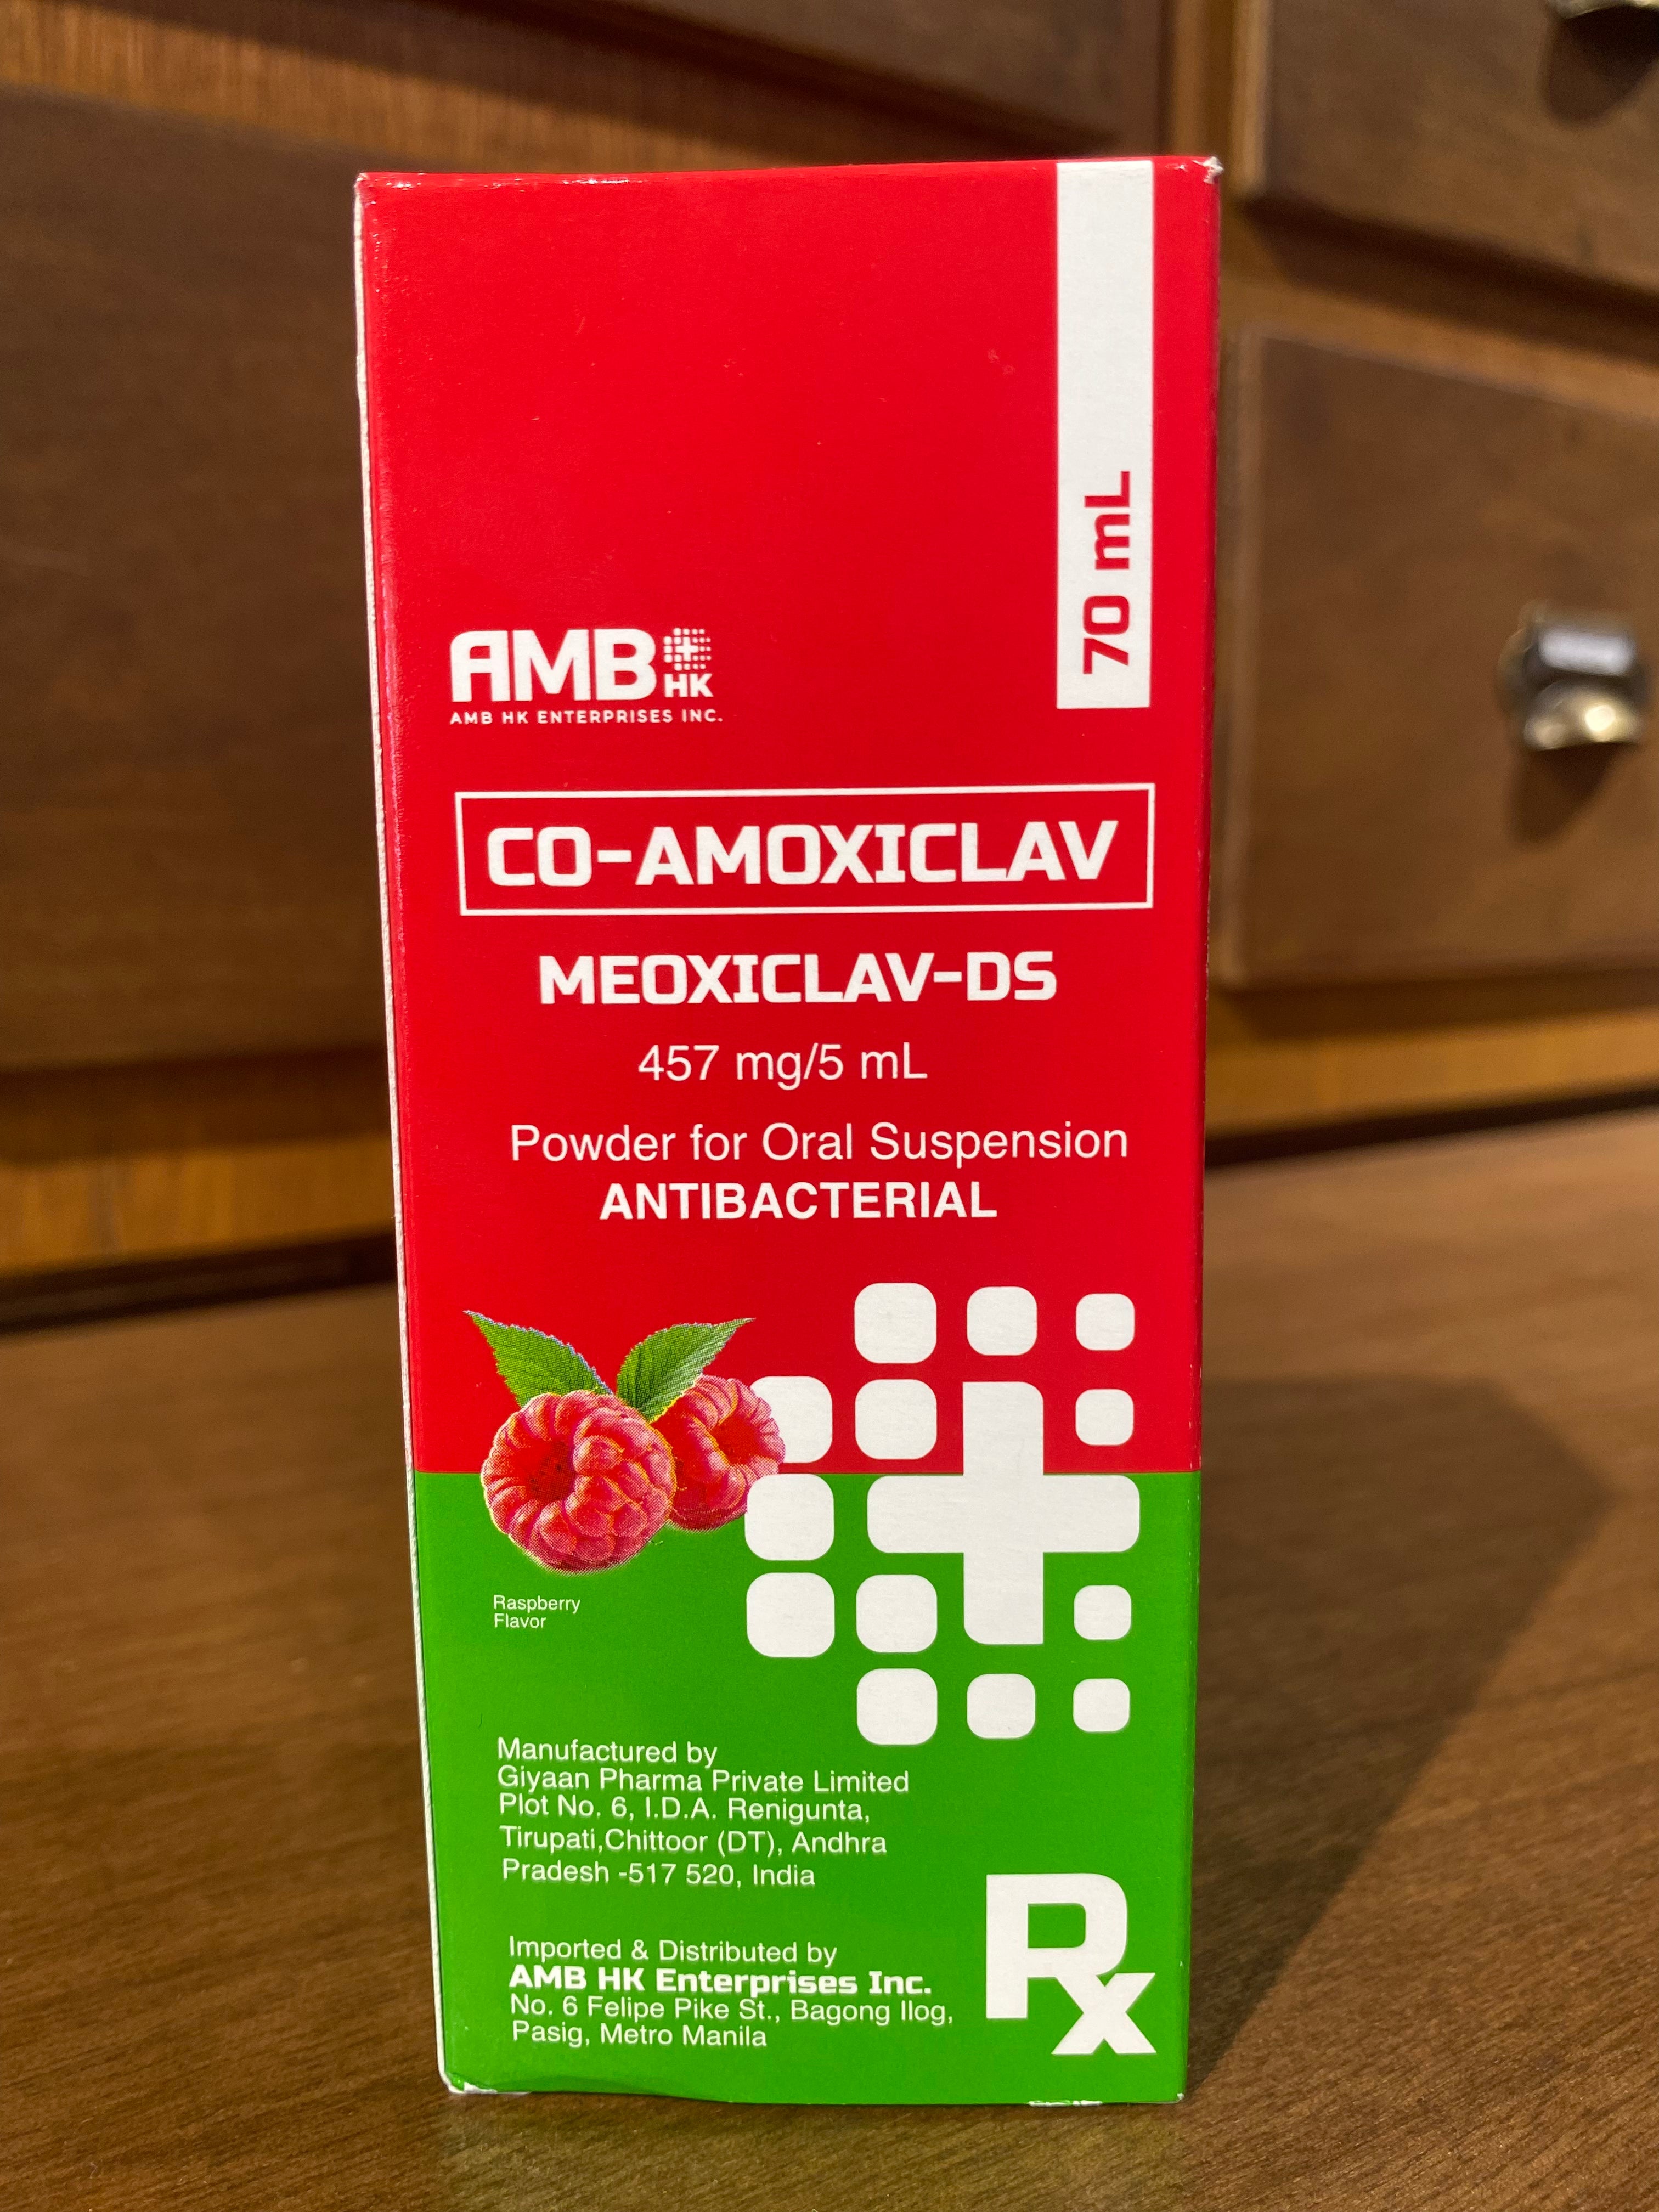 70 mL
AMB
HK
AMB HK ENTERPRISES INC.
CO-AMOXICLAV
MEOXICLAV-DS
457 mg/5 mL
Powder for Oral Suspension
ANTIBACTERIAL
Raspberry
Flavor
Manufactured by
Giyaan Pharma Private Limited
Plot No. 6, I.D.A. Renigunta,
Tirupati,Chittoor (DT), Andhra
Pradesh -517 520, India
Imported & Distributed by
AMB HK Enterprises Inc.
No. 6 Felipe Pike St., Bagong Ilog,
Pasig, Metro Manila
Rx